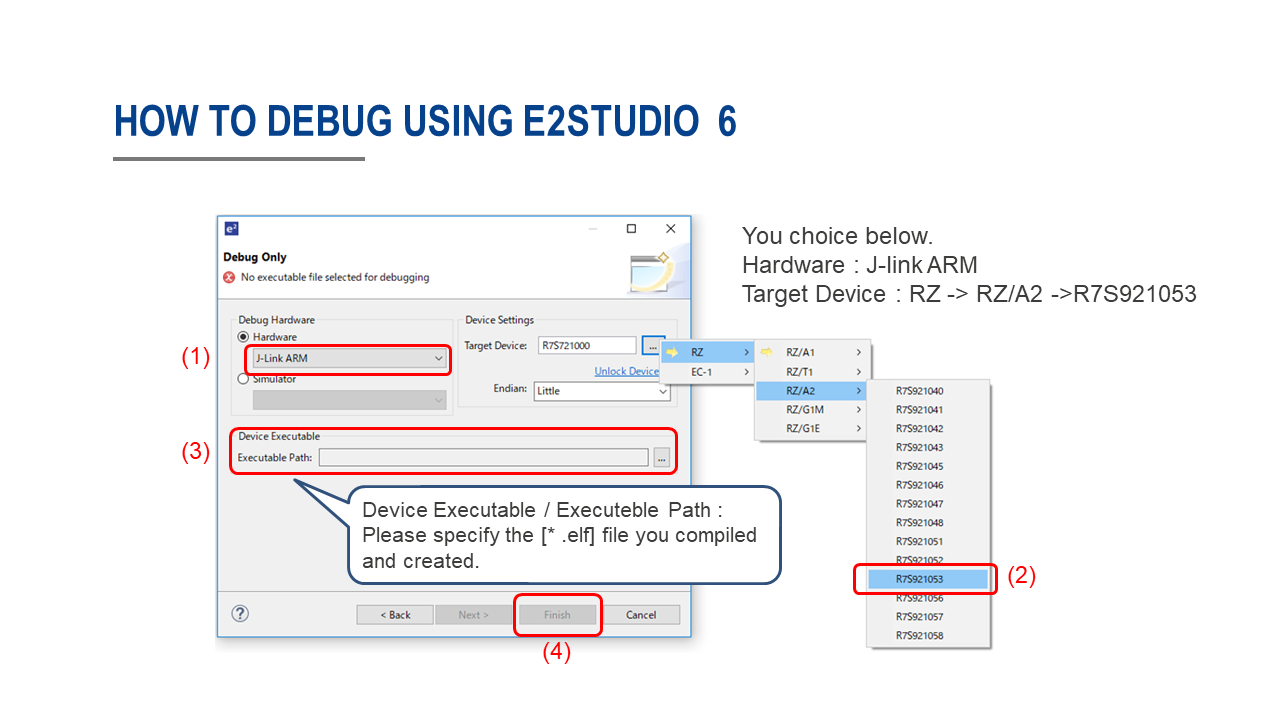 HOW TO DEBUG USING E2STUDIO 6
You choice below.
Hardware : J-link ARM
Target Device : RZ -> RZ/A2 ->R7S921053
e²
Debug Only
No executable file selected for debugging
Debug Hardware
Hardware
(1)
J-Link ARM
Simulator
Device Settings
Target Device:
R7S721000
...
Unlock Device
Endian:
Little
RZ
EC-1
RZ/A1
RZ/T1
RZ/A2
RZ/G1M
RZ/G1E
R7S921040
R7S921041
R7S921042
R7S921043
R7S921045
R7S921046
R7S921047
R7S921048
R7S921051
R7S921052
R7S921053
(2)
R7S921056
R7S921057
R7S921058
(3)
Device Executable
Executable Path:
...
Device Executable / Executeble Path :
Please specify the [* .elf] file you compiled
and created.
?
< Back
Next >
Finish
Cancel
(4)